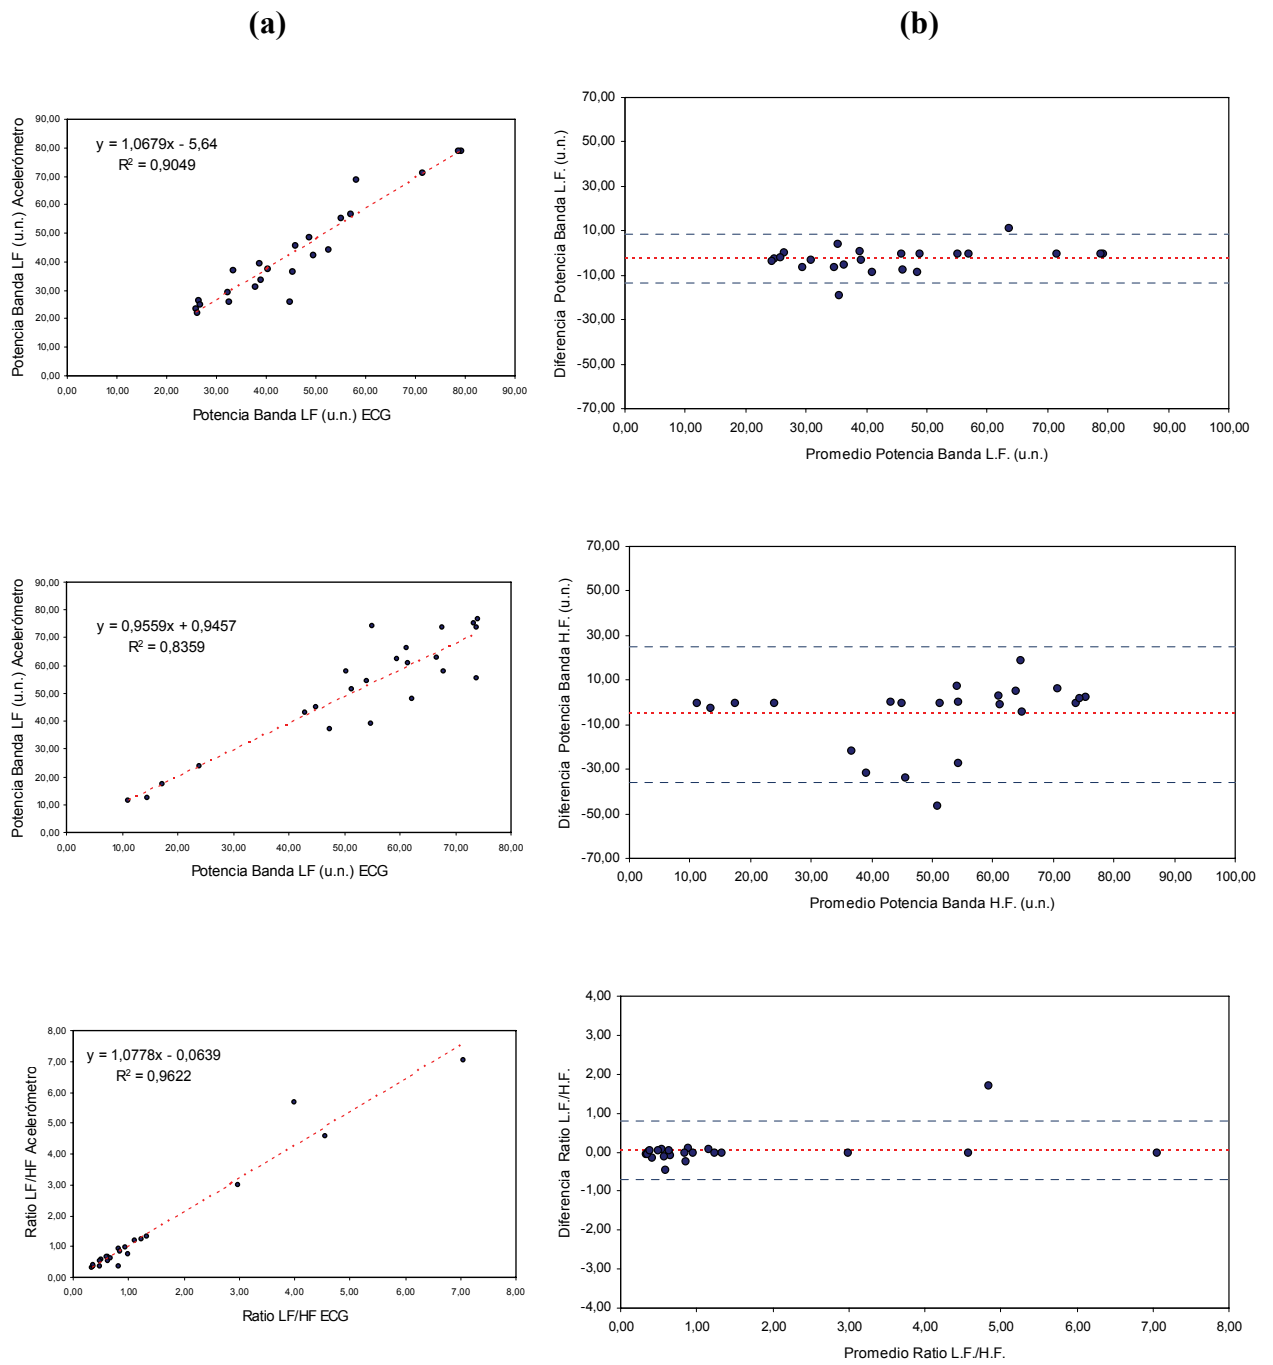 (a)
(b)
Potencia Banda LF (u.n.) Acelerómetro
90,00
80,00
70,00
60,00
50,00
40,00
30,00
20,00
10,00
0,00
y = 1,0679x - 5,64
R² = 0,9049
0,00 10,00 20,00 30,00 40,00 50,00 60,00 70,00 80,00 90,00
Potencia Banda LF (u.n.) ECG
Diferencia Potencia Banda L.F. (u.n.)
70,00
50,00
30,00
10,00
-10,00
-30,00
-50,00
-70,00
0,00 10,00 20,00 30,00 40,00 50,00 60,00 70,00 80,00 90,00 100,00
Promedio Potencia Banda L.F. (u.n.)
Potencia Banda LF (u.n.) Acelerómetro
90,00
80,00
70,00
60,00
50,00
40,00
30,00
20,00
10,00
0,00
y = 0,9559x + 0,9457
R² = 0,8359
0,00 10,00 20,00 30,00 40,00 50,00 60,00 70,00 80,00
Potencia Banda LF (u.n.) ECG
Diferencia Potencia Banda H.F. (u.n.)
70,00
50,00
30,00
10,00
-10,00
-30,00
-50,00
-70,00
0,00 10,00 20,00 30,00 40,00 50,00 60,00 70,00 80,00 90,00 100,00
Promedio Potencia Banda H.F. (u.n.)
Ratio LF/HF Acelerómetro
8,00
7,00
6,00
5,00
4,00
3,00
2,00
1,00
0,00
y = 1,0778x - 0,0639
R² = 0,9622
0,00 1,00 2,00 3,00 4,00 5,00 6,00 7,00 8,00
Ratio LF/HF ECG
Diferencia Ratio L.F./H.F.
4,00
3,00
2,00
1,00
0,00
-1,00
-2,00
-3,00
-4,00
0,00 1,00 2,00 3,00 4,00 5,00 6,00 7,00 8,00
Promedio Ratio L.F./H.F.